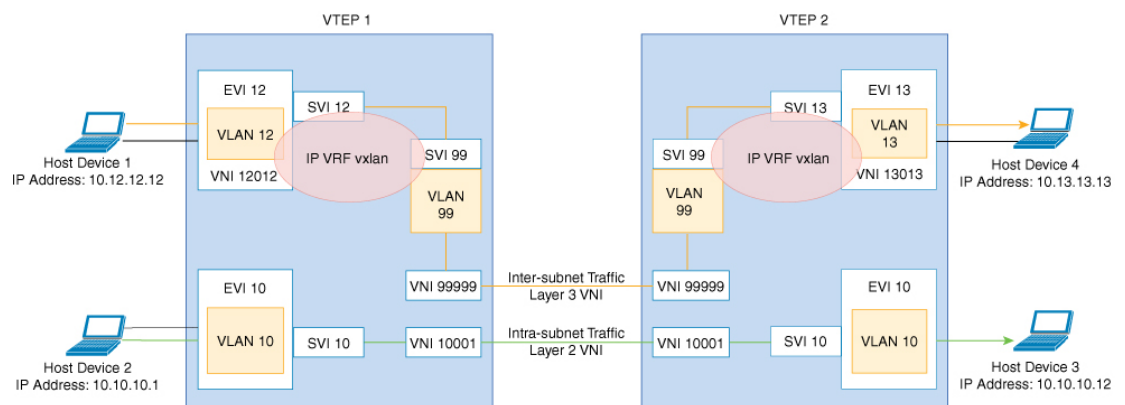 VTEP 1
VTEP 2
EVI 12
VLAN 12
VNI 12012
SVI 12
IP VRF vxlan
SVI 99
VLAN
99
VNI 99999
Host Device 1
IP Address: 10.12.12.12
EVI 10
VLAN 10
SVI 10
VNI 10001
Host Device 2
IP Address: 10.10.10.1
Inter-subnet Traffic
Layer 3 VNI
Intra-subnet Traffic
Layer 2 VNI
SVI 13
EVI 13
VLAN
13
VNI 13013
IP VRF vxlan
SVI 99
VLAN
99
VNI 99999
Host Device 4
IP Address: 10.13.13.13
VNI 10001
SVI 10
EVI 10
VLAN 10
Host Device 3
IP Address: 10.10.10.12